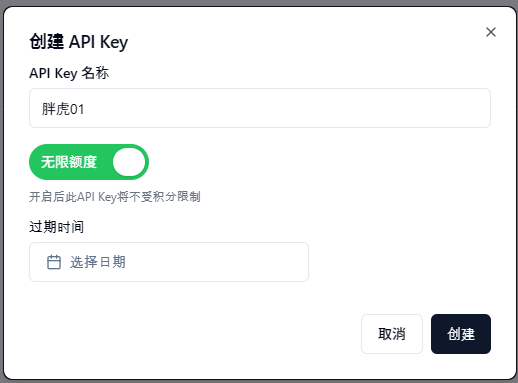 创建 API Key
API Key 名称
胖虎01
无限额度
开启后此API Key将不受积分限制
过期时间
选择日期
取消
创建